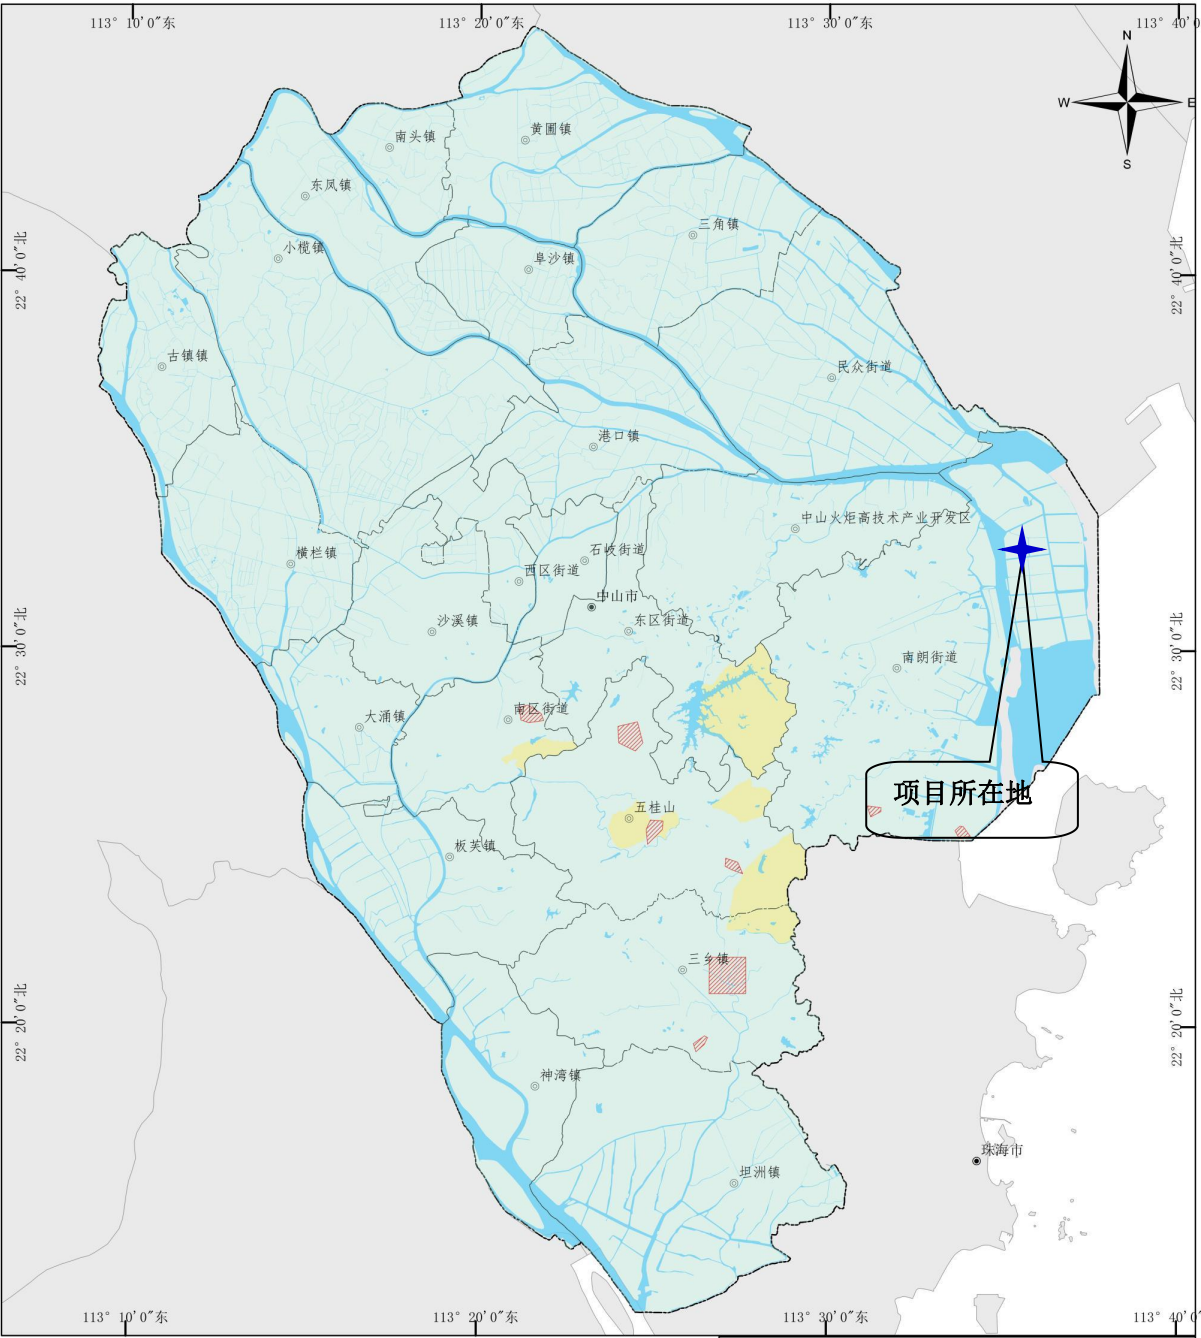 113° 10′0″东
113° 20′0″东
113° 30′0″东
113° 40′0
N
W
E
S
南头镇
黄圃镇
东凤镇
三角镇
小榄镇
阜沙镇
22° 40′0″北
22° 40′0″北
古镇镇
民众街道
港口镇
中山火炬高技术产业开发区
横栏镇
石岐街道
西区街道
中山市
沙溪镇
东区街道
22° 30′0″北
22° 30′0″北
南朗街道
大涌镇
南区街道
项目所在地
五桂山
板芙镇
三乡镇
22° 20′0″北
22° 20′0″北
神湾镇
珠海市
坦洲镇
113° 10′0″东
113° 20′0″东
113° 30′0″东
113° 40′0